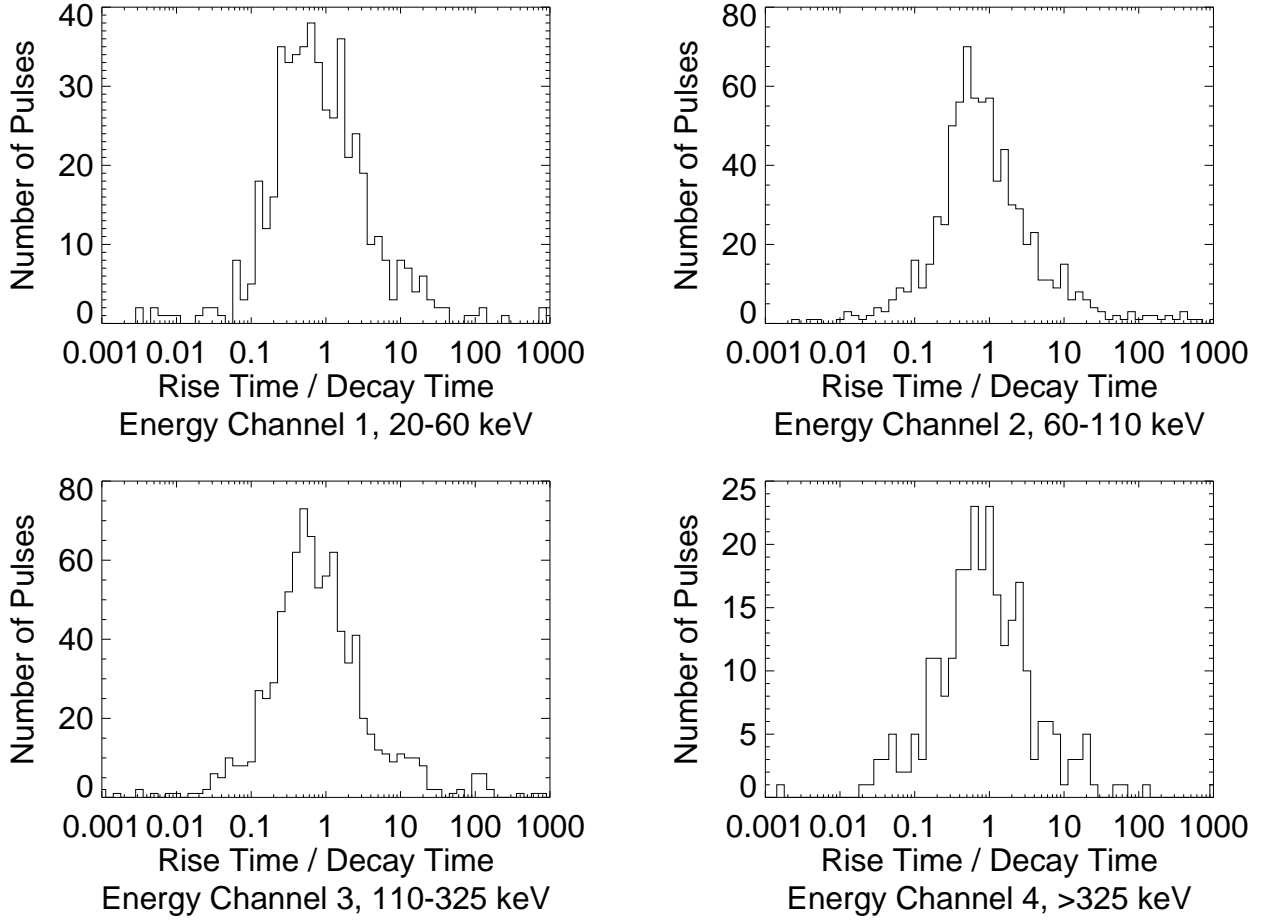 40
30
20
10
0
Number of Pulses
0.001 0.01 0.1 1 10 100 1000
Rise Time / Decay Time
Energy Channel 1, 20-60 keV
80
60
40
20
0
Number of Pulses
0.001 0.01 0.1 1 10 100 1000
Rise Time / Decay Time
Energy Channel 2, 60-110 keV
80
60
40
20
0
Number of Pulses
0.001 0.01 0.1 1 10 100 1000
Rise Time / Decay Time
Energy Channel 3, 110-325 keV
25
20
15
10
5
0
Number of Pulses
0.001 0.01 0.1 1 10 100 1000
Rise Time / Decay Time
Energy Channel 4, >325 keV